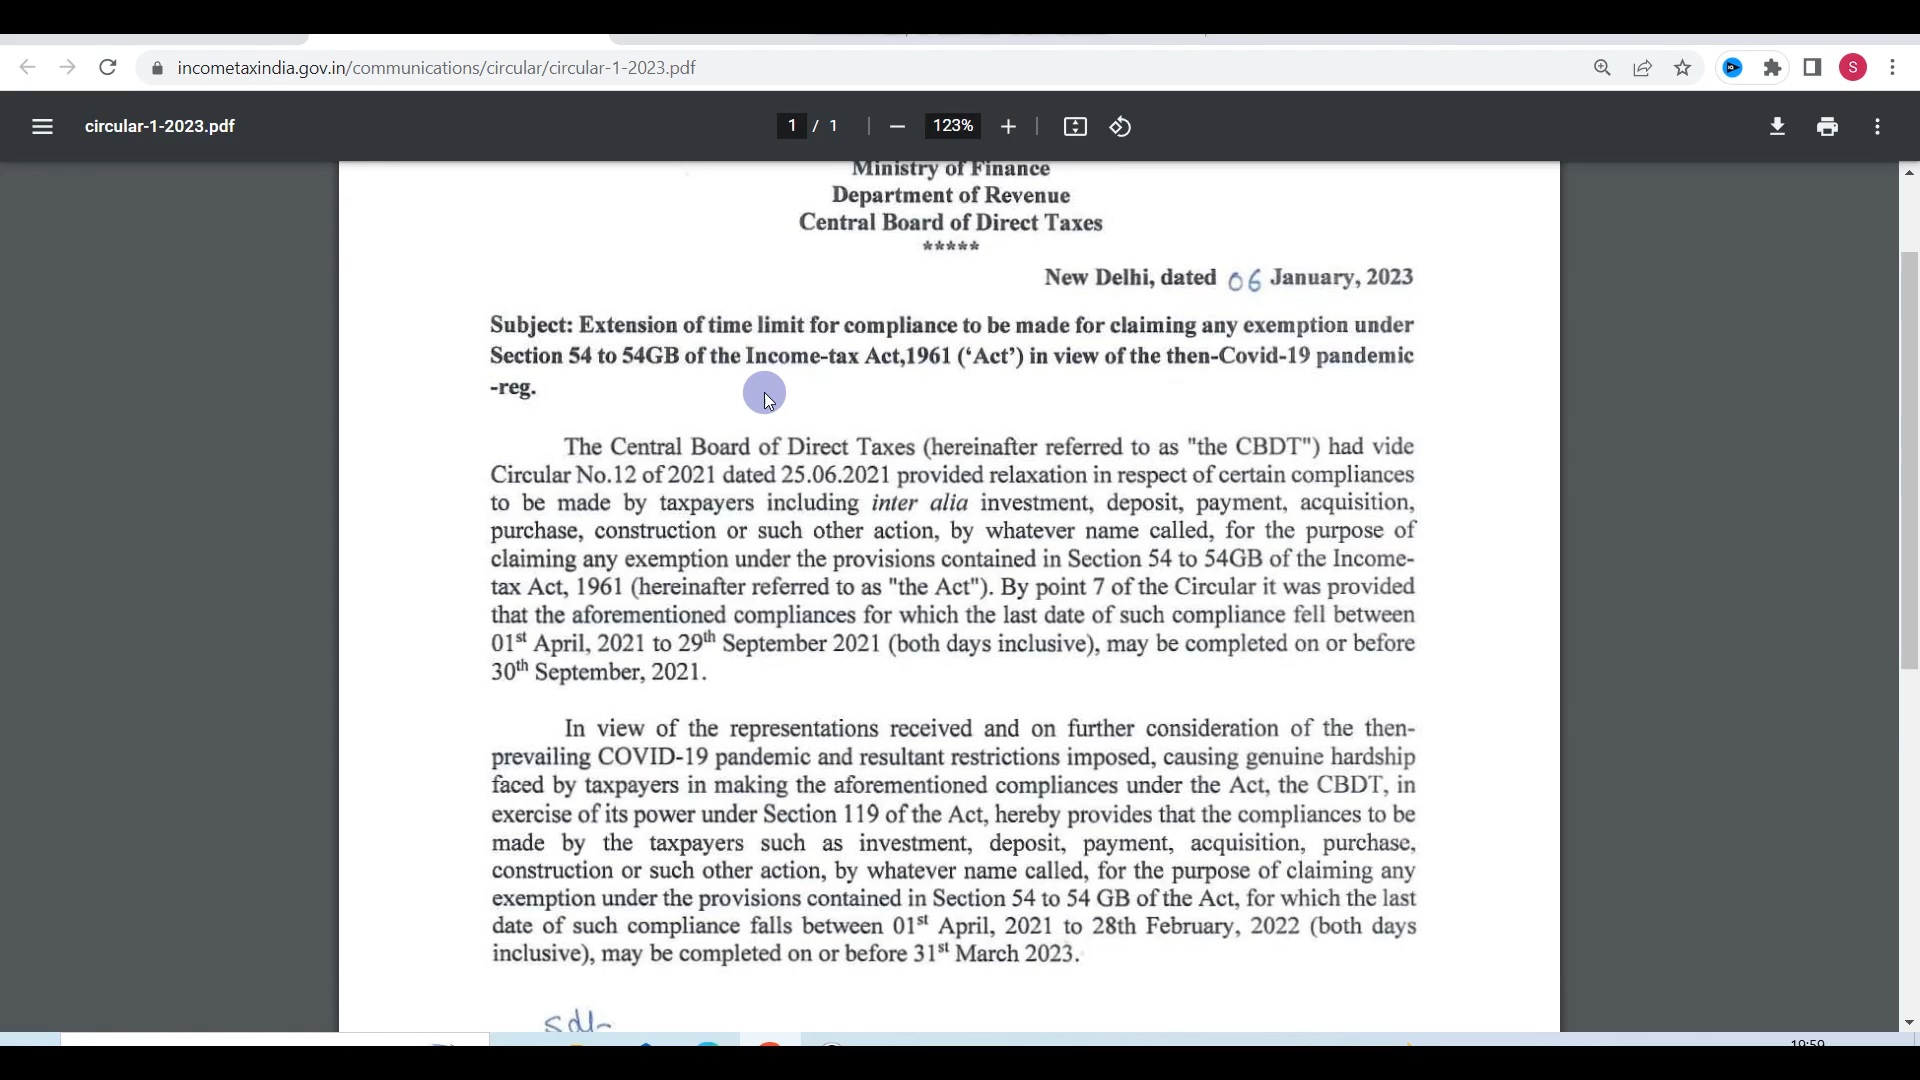 incometaxindia.gov.in/communications/circular/circular-1-2023.pdf
S
circular-1-2023.pdf
1 / 1
123%
Ministry of Finance
Department of Revenue
Central Board of Direct Taxes
*****
New Delhi, dated 06 January, 2023
Subject: Extension of time limit for compliance to be made for claiming any exemption under
Section 54 to 54GB of the Income-tax Act,1961 (‘Act’) in view of the then-Covid-19 pandemic
-reg.
The Central Board of Direct Taxes (hereinafter referred to as "the CBDT") had vide
Circular No.12 of 2021 dated 25.06.2021 provided relaxation in respect of certain compliances
to be made by taxpayers including inter alia investment, deposit, payment, acquisition,
purchase, construction or such other action, by whatever name called, for the purpose of
claiming any exemption under the provisions contained in Section 54 to 54GB of the Income-
tax Act, 1961 (hereinafter referred to as "the Act"). By point 7 of the Circular it was provided
that the aforementioned compliances for which the last date of such compliance fell between
01st April, 2021 to 29th September 2021 (both days inclusive), may be completed on or before
30th September, 2021.
In view of the representations received and on further consideration of the then-
prevailing COVID-19 pandemic and resultant restrictions imposed, causing genuine hardship
faced by taxpayers in making the aforementioned compliances under the Act, the CBDT, in
exercise of its power under Section 119 of the Act, hereby provides that the compliances to be
made by the taxpayers such as investment, deposit, payment, acquisition, purchase,
construction or such other action, by whatever name called, for the purpose of claiming any
exemption under the provisions contained in Section 54 to 54 GB of the Act, for which the last
date of such compliance falls between 01st April, 2021 to 28th February, 2022 (both days
inclusive), may be completed on or before 31st March 2023.
Sd/-
19:59